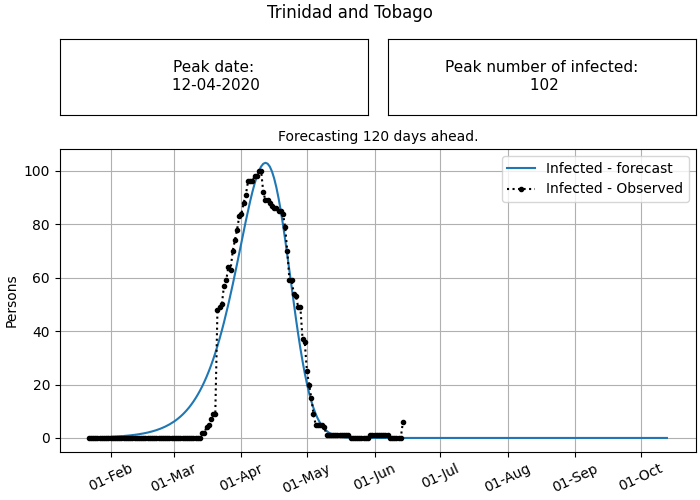 Trinidad and Tobago
Peak date:
12-04-2020
Peak number of infected:
102
Forecasting 120 days ahead.
Infected - forecast
Infected - Observed
Persons
100
80
60
40
20
0
01-Feb
01-Mar
01-Apr
01-May
01-Jun
01-Jul
01-Aug
01-Sep
01-Oct